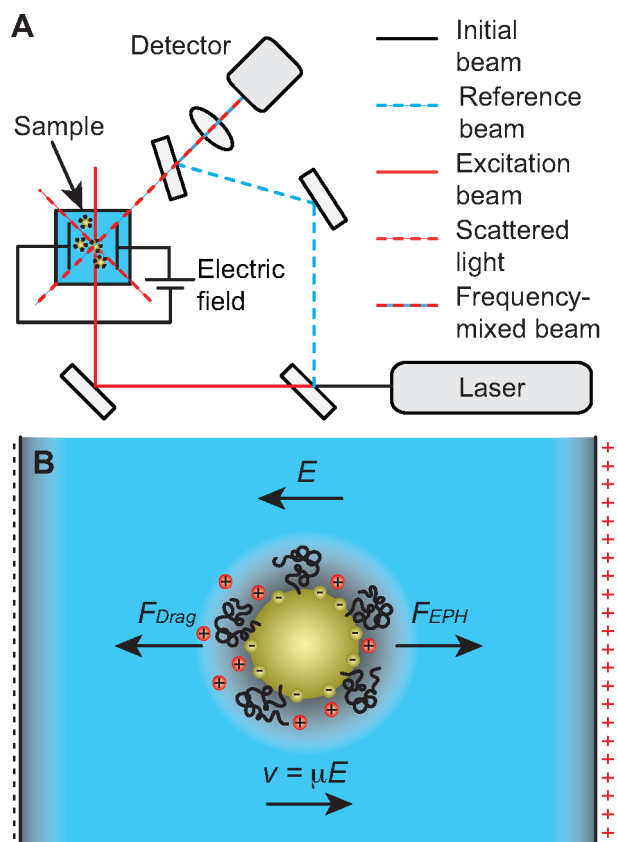 A
Detector
Sample
Electric
field
Laser
Initial
beam
Reference
beam
Excitation
beam
Scattered
light
Frequency-
mixed beam
B
E
FDrag
FEPH
v = μE